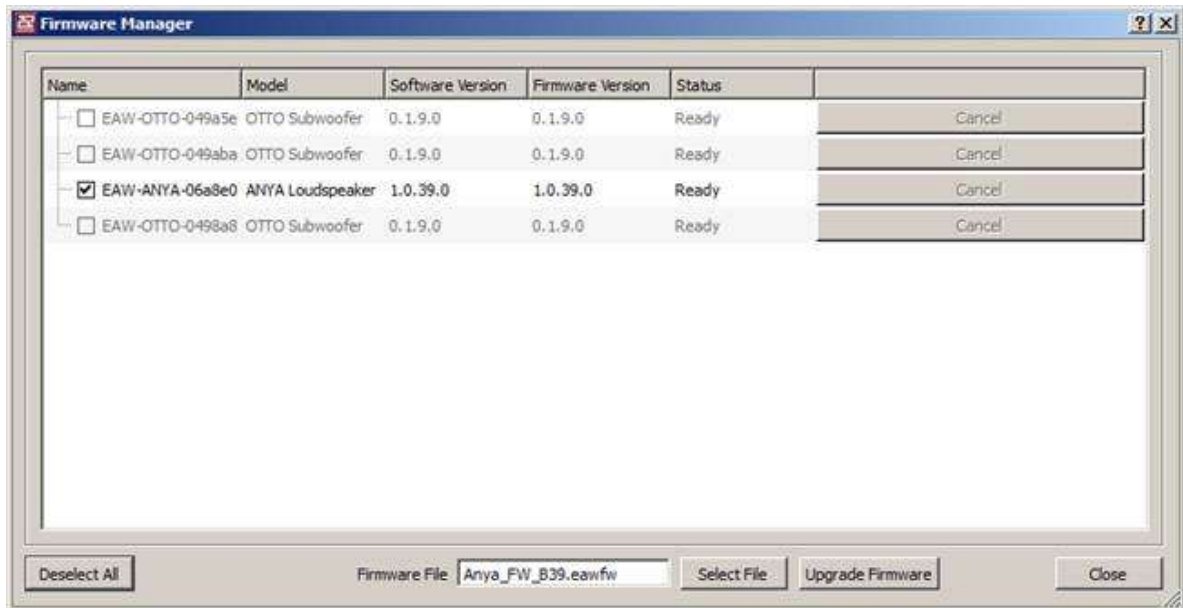 Firmware Manager
Name Model Software Version Firmware Version Status
EAW-OTTO-049a5e OTTO Subwoofer 0.1.9.0 0.1.9.0 Ready Cancel
EAW-OTTO-049aba OTTO Subwoofer 0.1.9.0 0.1.9.0 Ready Cancel
EAW-ANYA-06a8e0 ANYA Loudspeaker 1.0.39.0 1.0.39.0 Ready Cancel
EAW-OTTO-0498a8 OTTO Subwoofer 0.1.9.0 0.1.9.0 Ready Cancel
Deselect All Firmware File Anya_FW_B39.eawfw Select File Upgrade Firmware Close